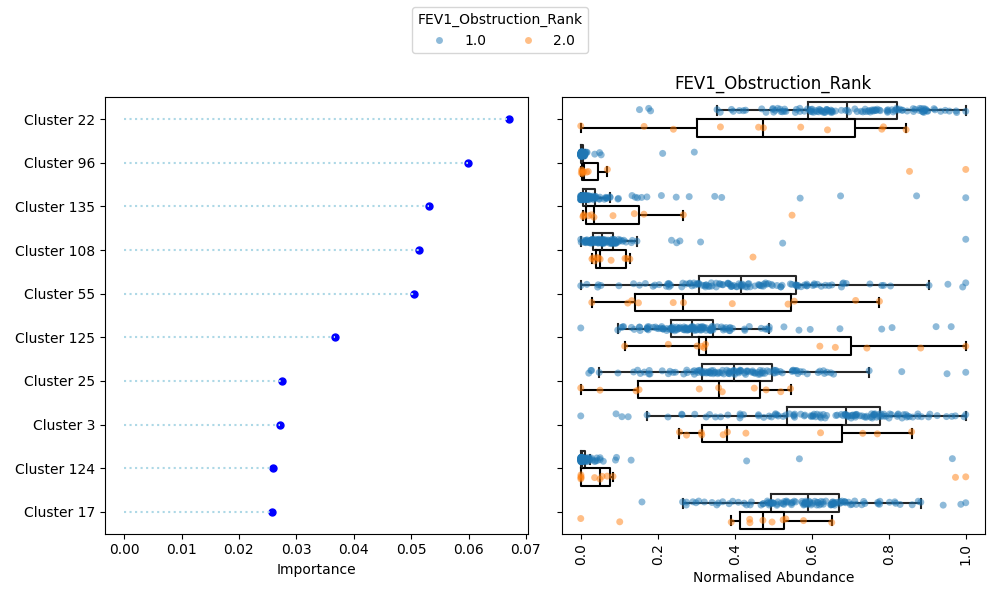 FEV1_Obstruction_Rank
1.0 2.0
FEV1_Obstruction_Rank
Cluster 22
Cluster 96
Cluster 135
Cluster 108
Cluster 55
Cluster 125
Cluster 25
Cluster 3
Cluster 124
Cluster 17
0.00 0.01 0.02 0.03 0.04 0.05 0.06 0.07
Importance
0.0 0.2 0.4 0.6 0.8 1.0
Normalised Abundance